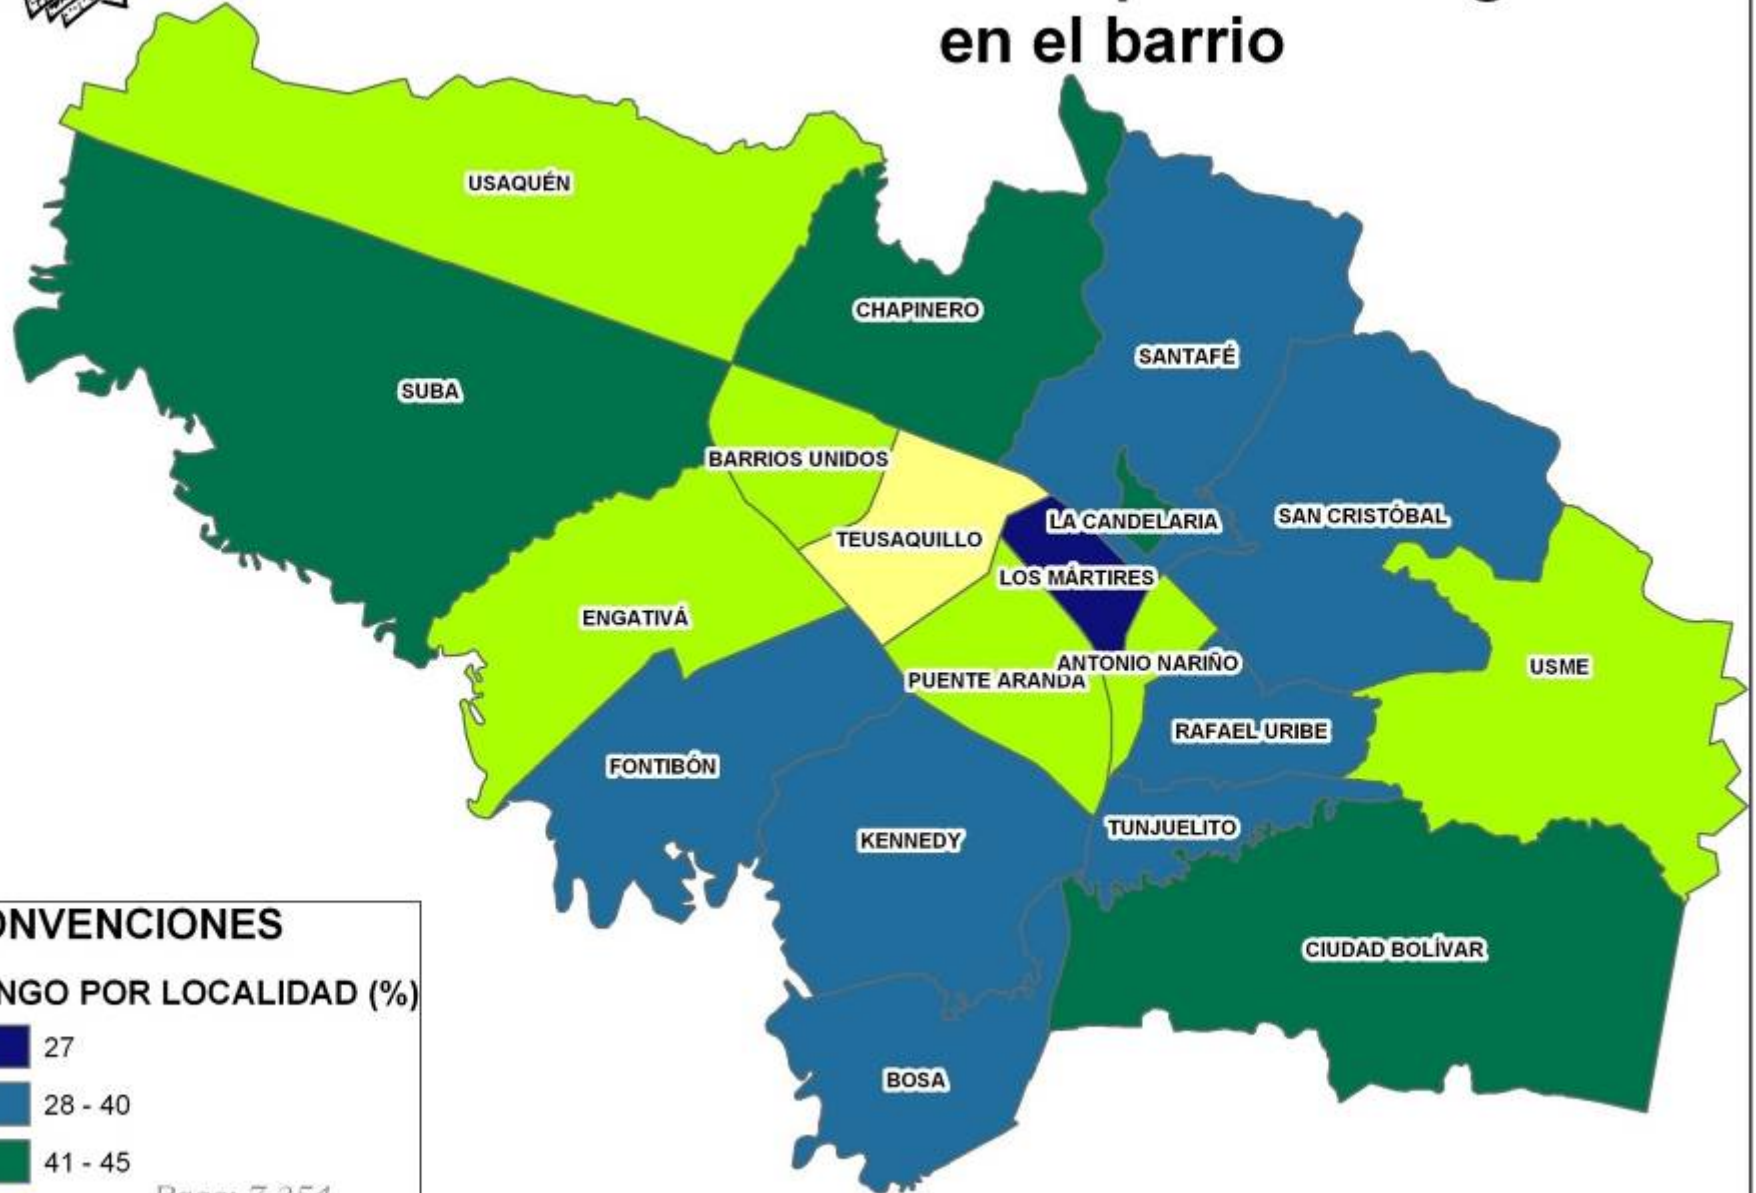 en el barrio
USAQUÉN
CHAPINERO
SANTAFÉ
SUBA
BARRIOS UNIDOS
SAN CRISTÓBAL
LA CANDELARIA
TEUSAQUILLO
LOS MÁRTIRES
ENGATIVÁ
ANTONIO NARIÑO
USME
PUENTE ARANDA
RAFAEL URIBE
FONTIBÓN
TUNJUELITO
KENNEDY
CIUDAD BOLÍVAR
BOSA
ONVENCIONES
NGO POR LOCALIDAD (%)
27
28 - 40
41 - 45